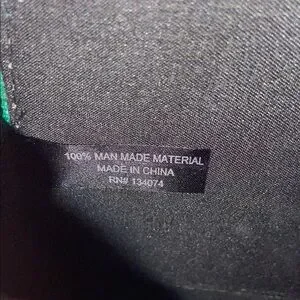 100% MAN MADE MATERIAL
MADE IN CHINA
RN# 134074